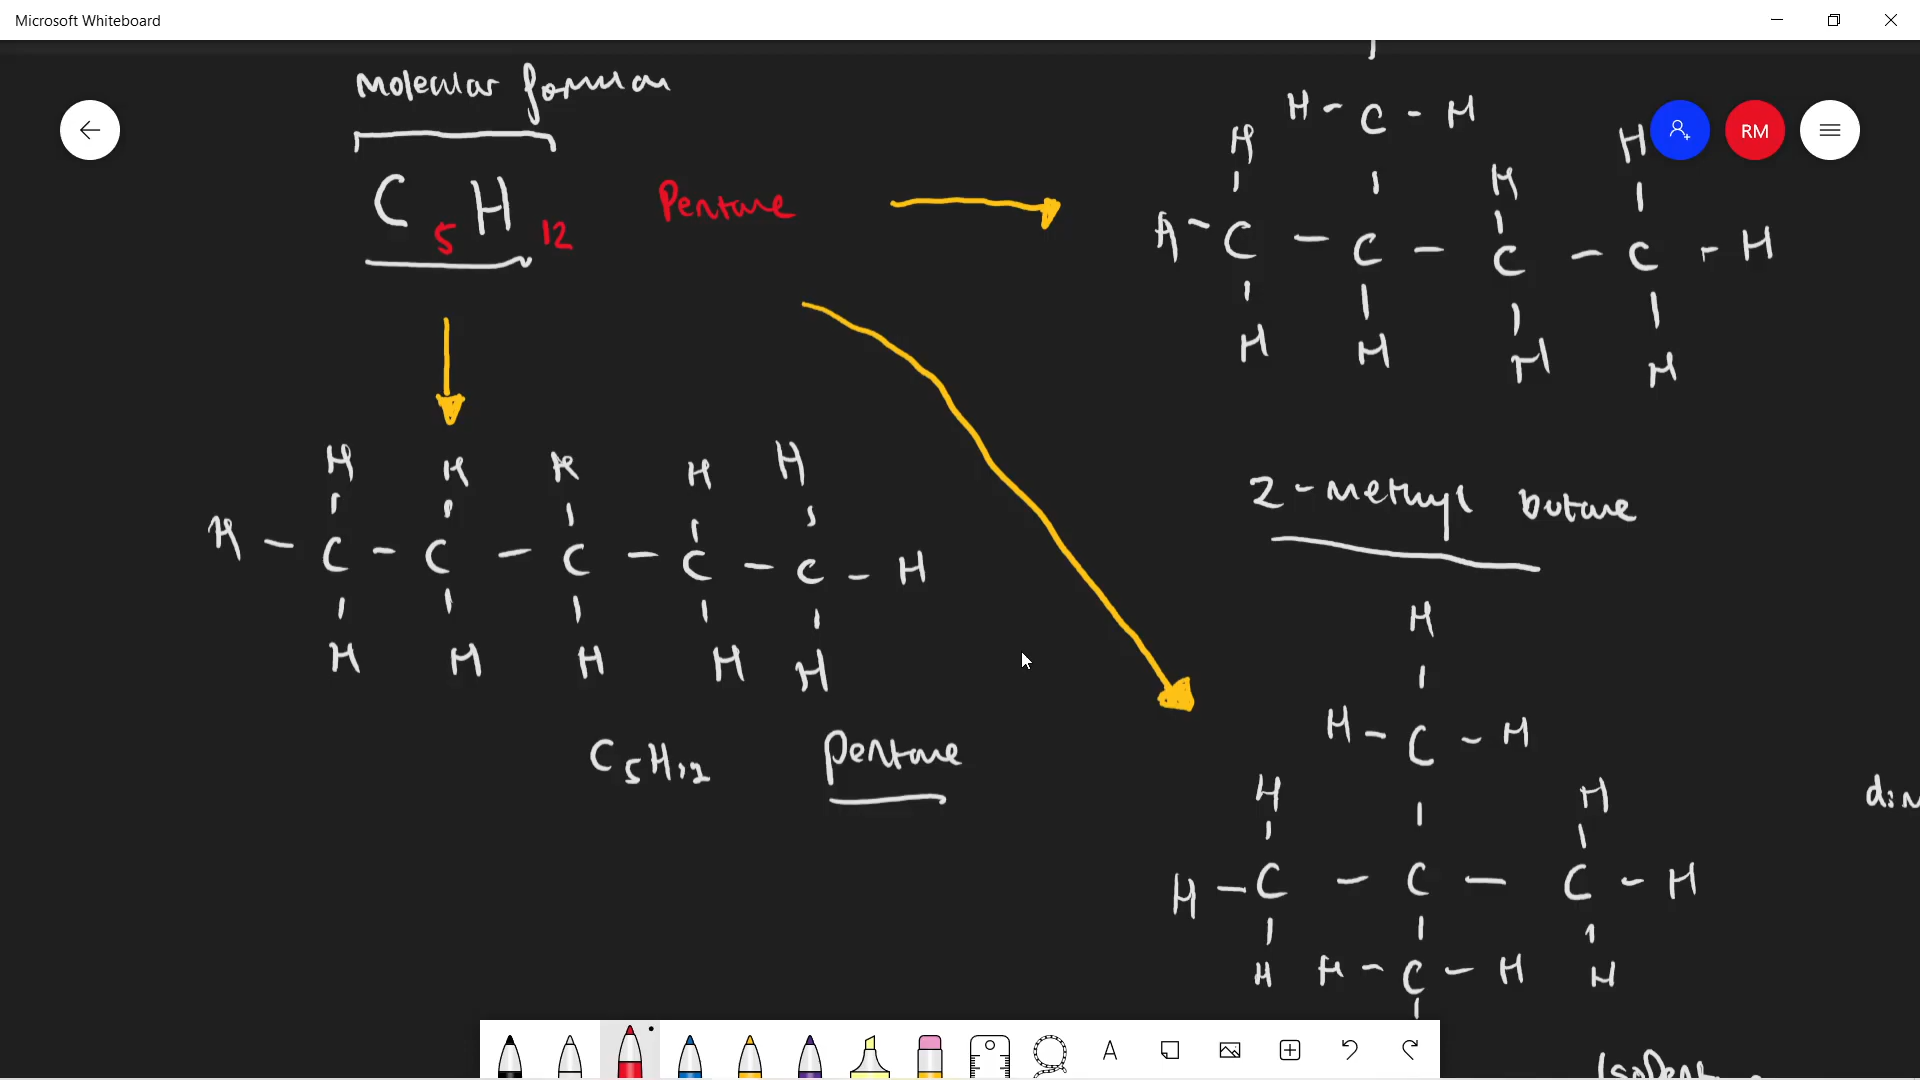 Microsoft Whiteboard
Molecular formula
C5H12
Pentane
RM
H - C - H
H H H
H - C - C - C - C - H
H H H H
2-methyl butane
H H H H H
H - C - C - C - C - C - H
H H H H H
C5H12 Pentane
H
H - C - H
H H
H - C - C - C - H
H H - C - H H
A